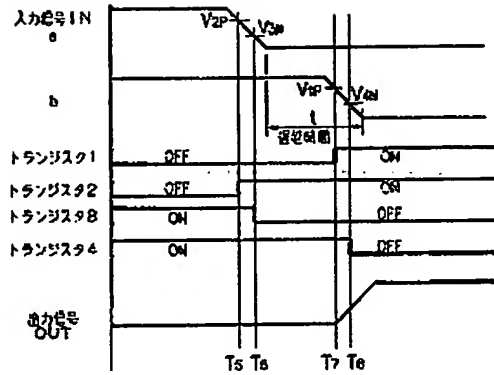 入力信号IN
a
V2P
V3N
b
V1P
V4N
t
遅延時間
トランジスタ1
OFF
ON
トランジスタ2
OFF
ON
トランジスタ3
ON
OFF
トランジスタ4
ON
OFF
出力信号
OUT
T5 T6 T7 T8